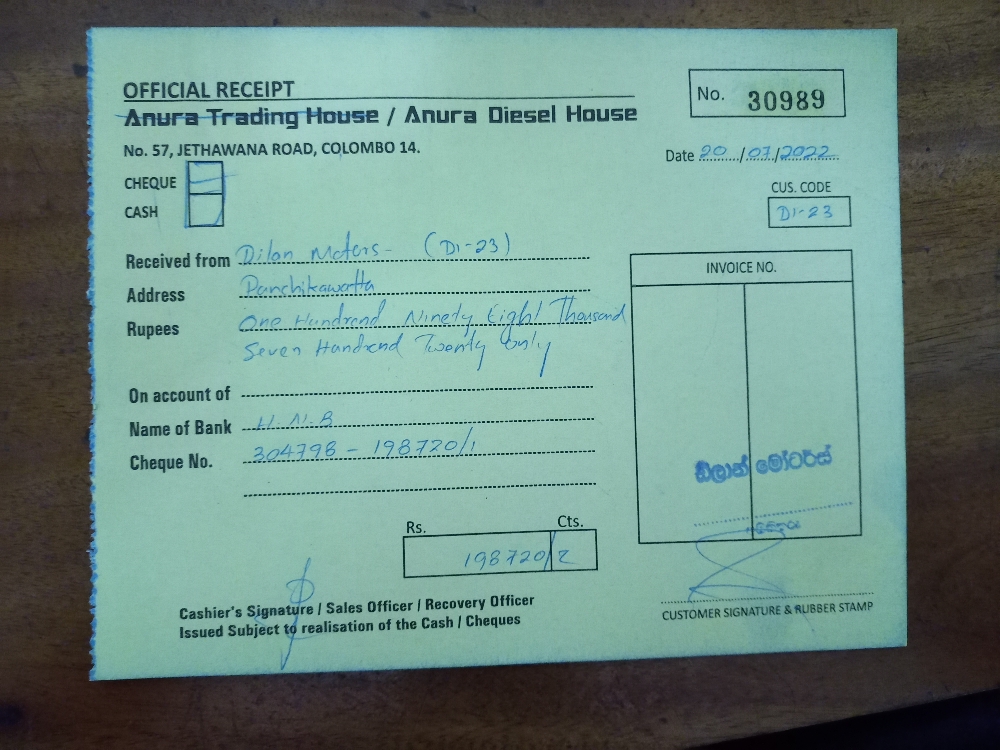 OFFICIAL RECEIPT
No. 30989
Anura Trading House / Anura Diesel House
No. 57, JETHAWANA ROAD, COLOMBO 14.
Date 20/07/2022
CHEQUE
CUS. CODE
CASH
DI-23
Received from Dilan Motors - (DI-23)
INVOICE NO.
Address Panchikawatta
Rupees One Handrend Ninety Eight Thousand
Seven Handrend Twenty only
On account of
Name of Bank H.N.B
Cheque No. 304798 - 198720/1
ඩිලාන් මෝටර්ස්
Rs. Cts.
198720/
Cashier's Signature / Sales Officer / Recovery Officer
CUSTOMER SIGNATURE & RUBBER STAMP
Issued Subject to realisation of the Cash / Cheques